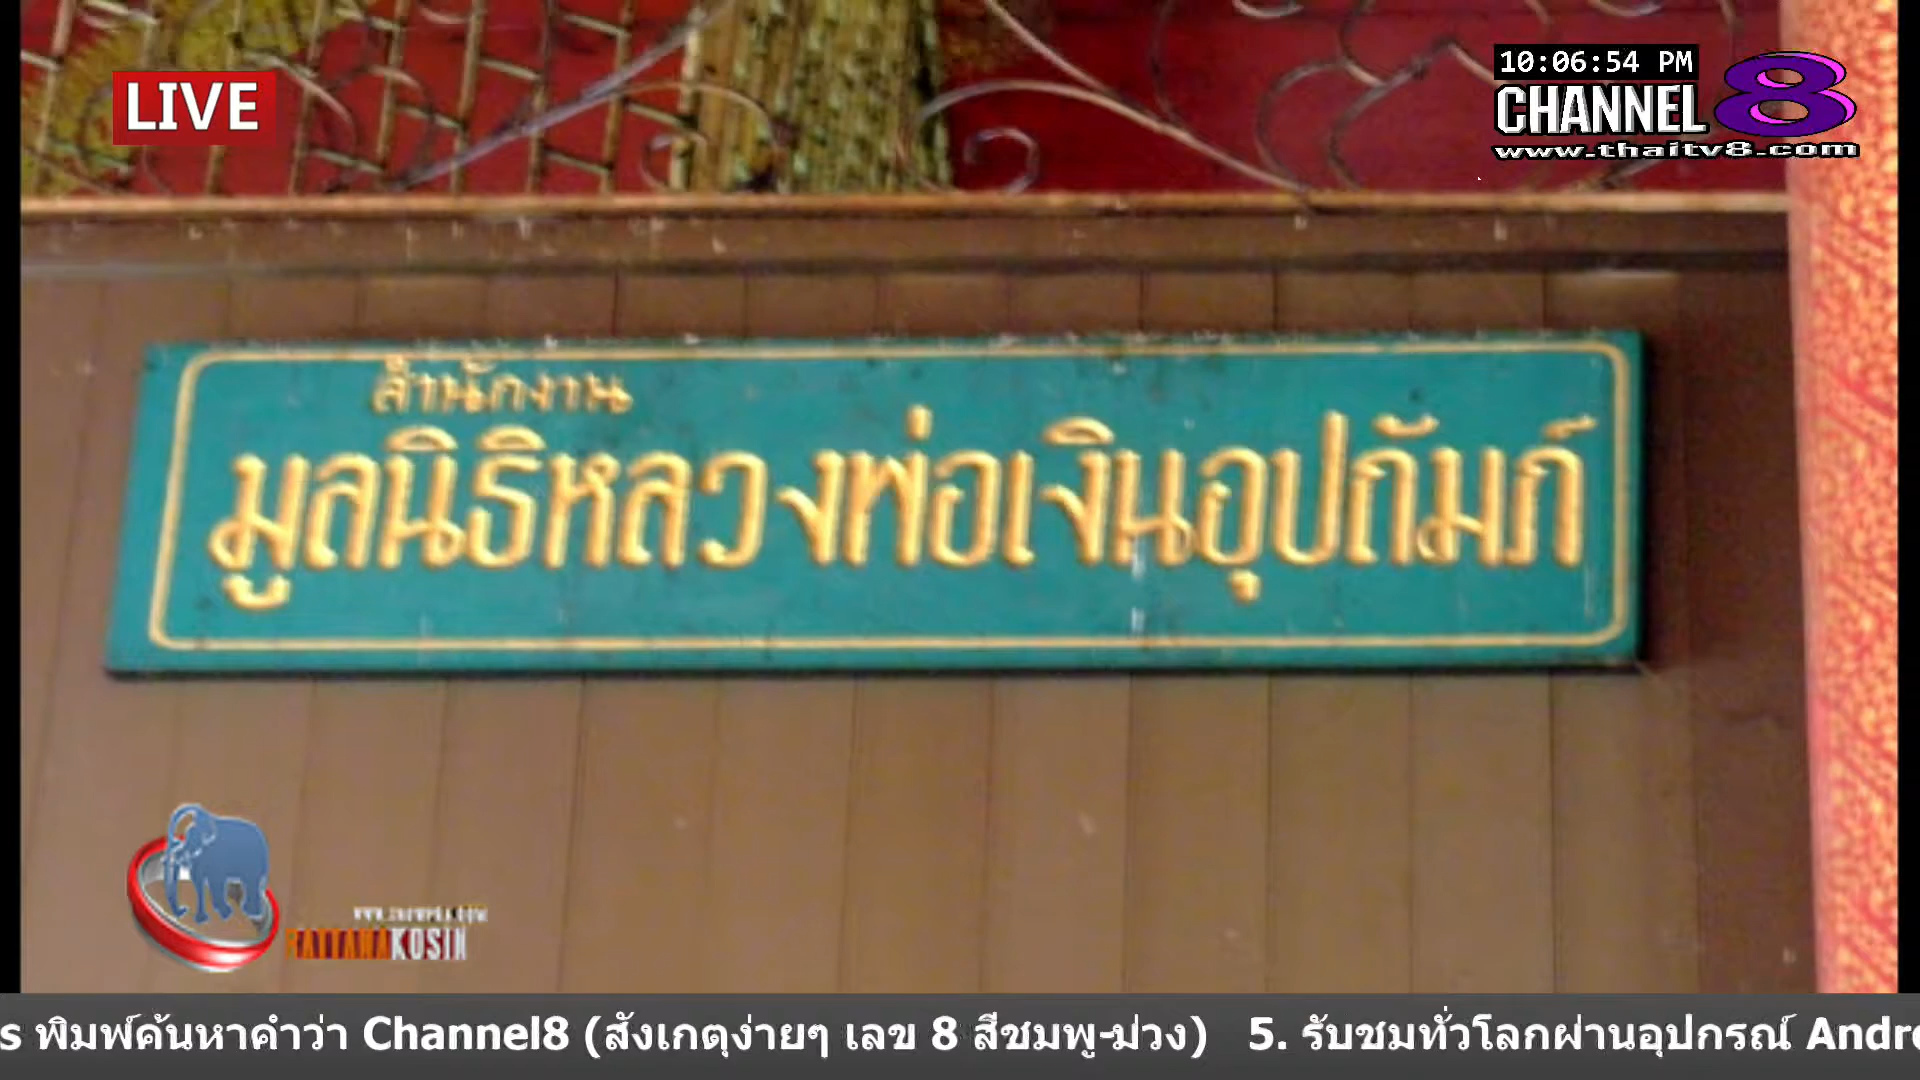 LIVE
10:06:54 PM
CHANNEL 8
www.thaitv8.com
สำนักงาน
มูลนิธิหลวงพ่อเงินอุปถัมภ์
RATTANAKOSIN
s พิมพ์ค้นหาคำว่า Channel8 (สังเกตุง่ายๆ เลข 8 สีชมพู-ม่วง) 5. รับชมทั่วโลกผ่านอุปกรณ์ Andr